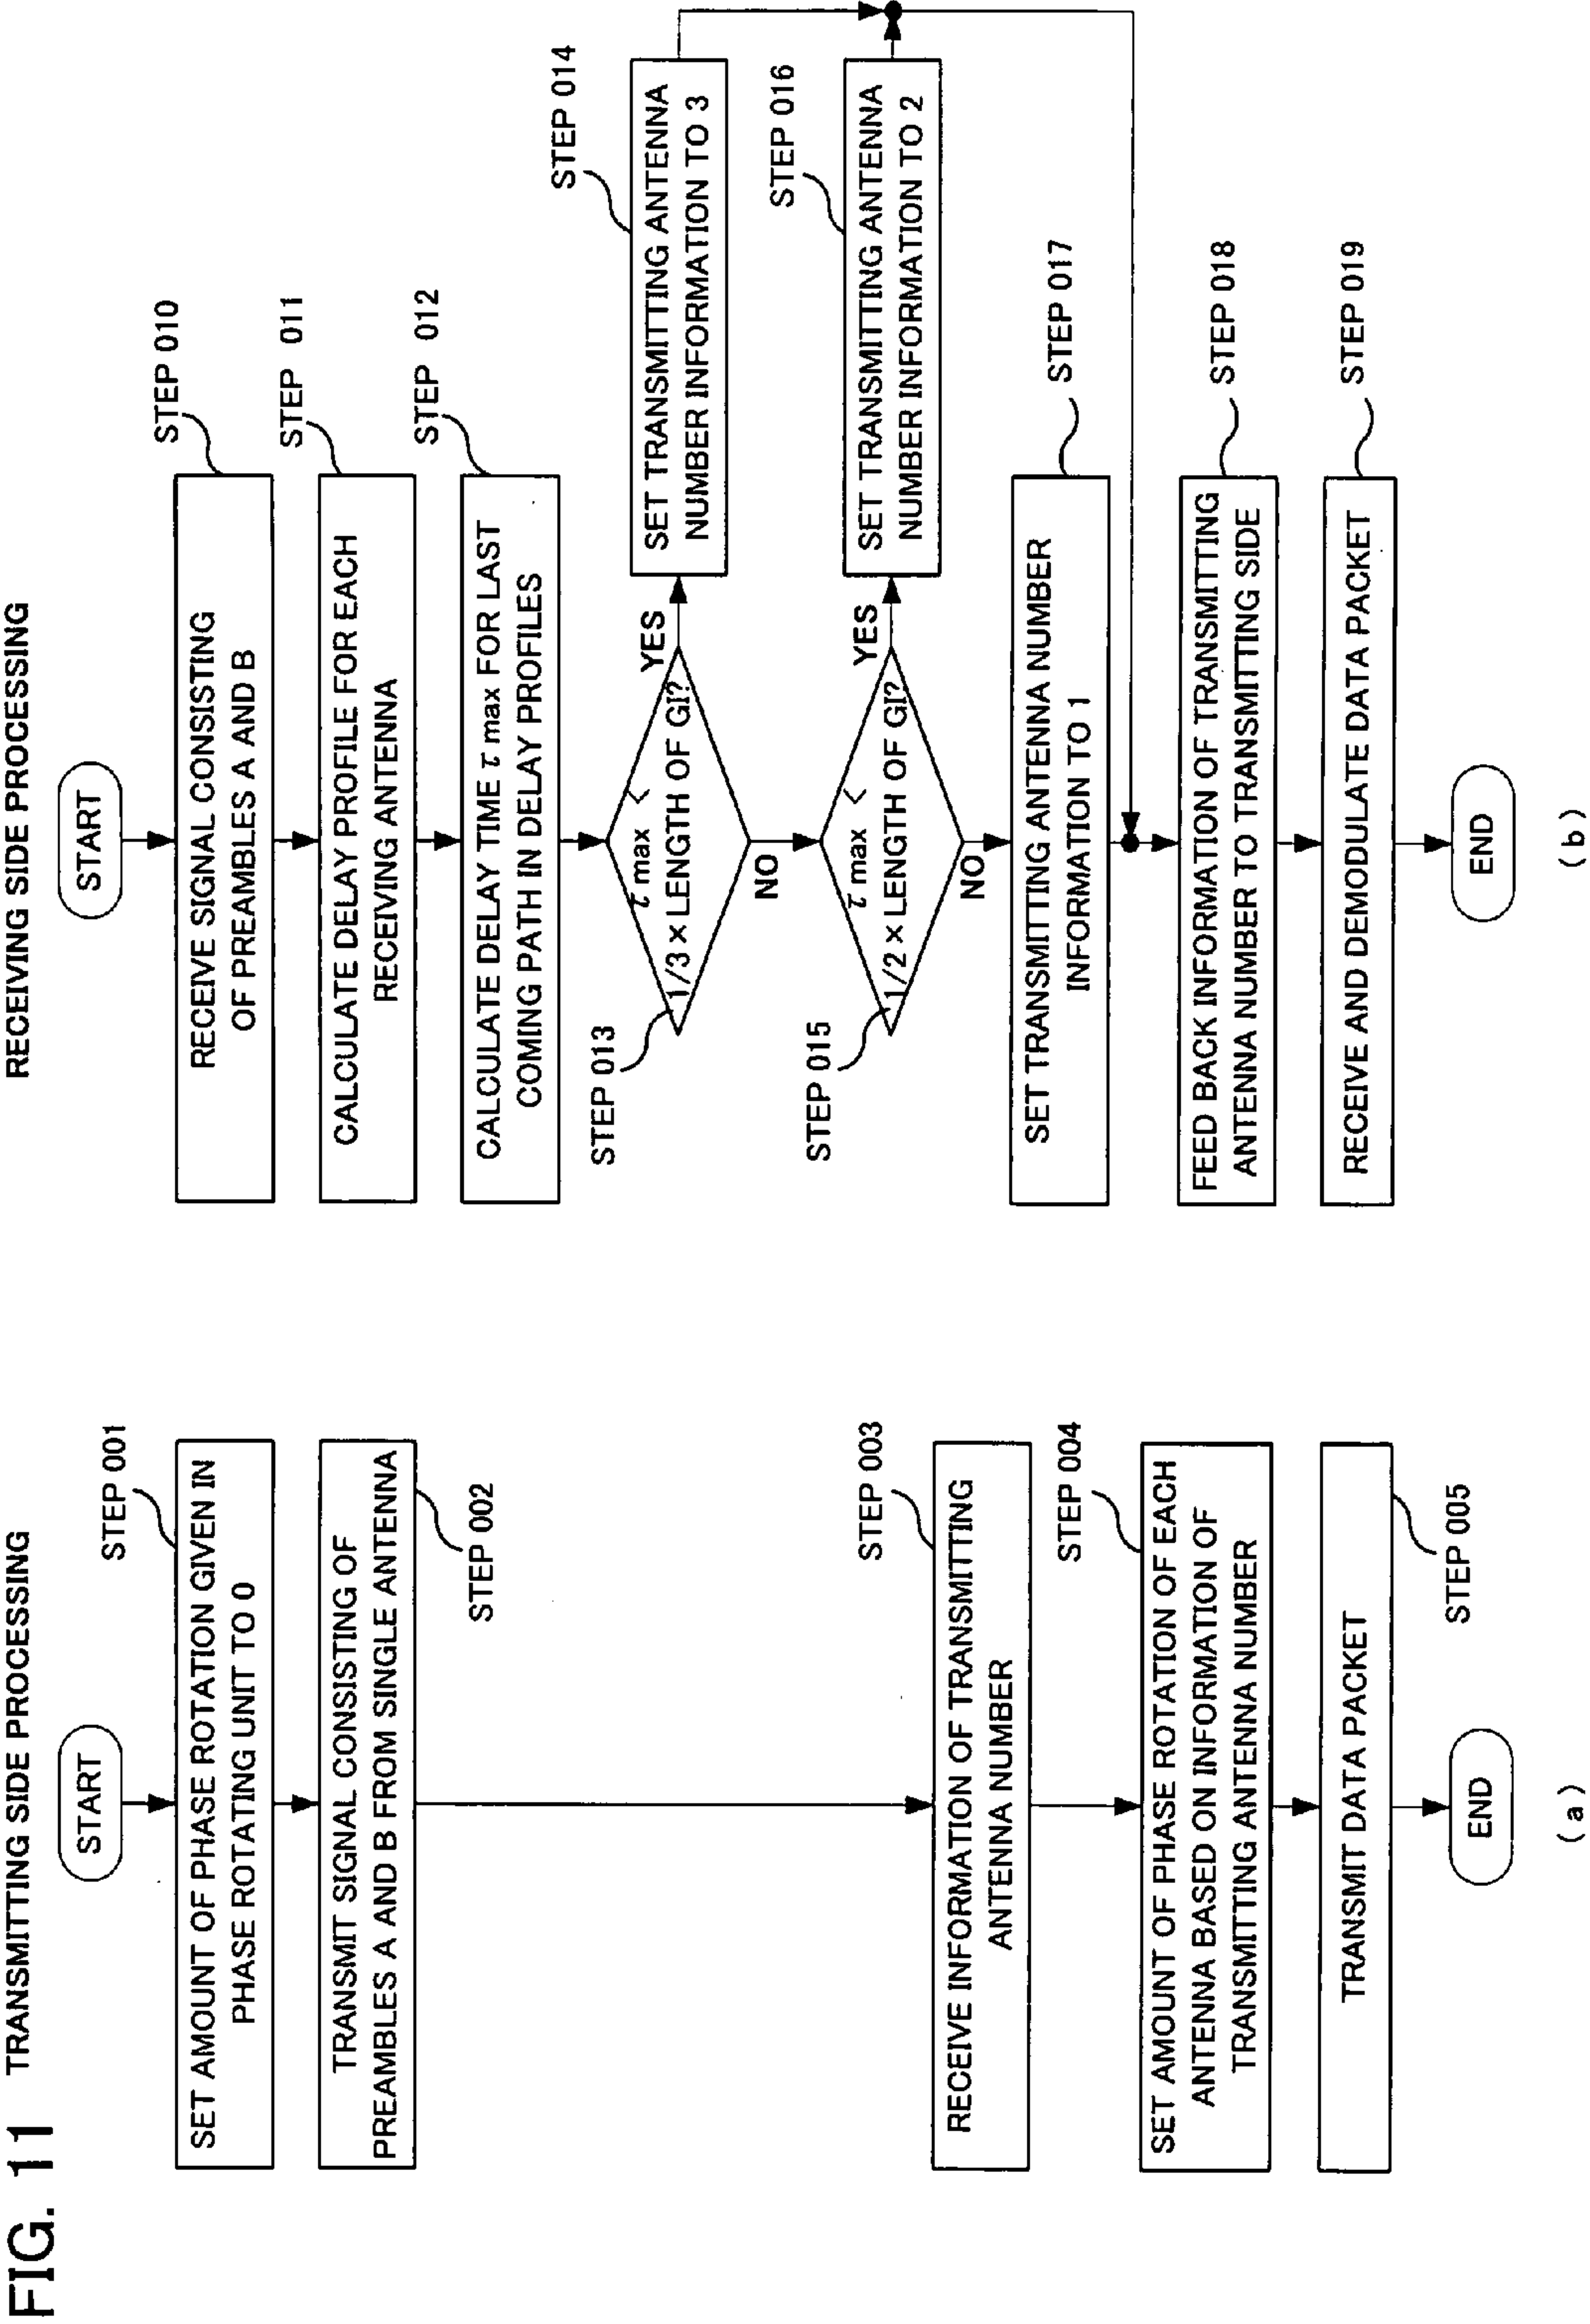 FIG. 11
TRANSMITTING SIDE PROCESSING
START
STEP 001
SET AMOUNT OF PHASE ROTATION GIVEN IN
PHASE ROTATING UNIT TO 0
TRANSMIT SIGNAL CONSISTING OF
PREAMBLES A AND B FROM SINGLE ANTENNA
STEP 002
STEP 003
RECEIVE INFORMATION OF TRANSMITTING
ANTENNA NUMBER
STEP 004
SET AMOUNT OF PHASE ROTATION OF EACH
ANTENNA BASED ON INFORMATION OF
TRANSMITTING ANTENNA NUMBER
TRANSMIT DATA PACKET
STEP 005
END
(a)
RECEIVING SIDE PROCESSING
START
STEP 010
RECEIVE SIGNAL CONSISTING
OF PREAMBLES A AND B
STEP 011
CALCULATE DELAY PROFILE FOR EACH
RECEIVING ANTENNA
STEP 012
CALCULATE DELAY TIME τ max FOR LAST
COMING PATH IN DELAY PROFILES
STEP 013
τ max <
1/3 × LENGTH OF GI?
YES
NO
STEP 014
SET TRANSMITTING ANTENNA
NUMBER INFORMATION TO 3
STEP 015
τ max <
1/2 × LENGTH OF GI?
YES
NO
STEP 016
SET TRANSMITTING ANTENNA
NUMBER INFORMATION TO 2
STEP 017
SET TRANSMITTING ANTENNA NUMBER
INFORMATION TO 1
STEP 018
FEED BACK INFORMATION OF TRANSMITTING
ANTENNA NUMBER TO TRANSMITTING SIDE
STEP 019
RECEIVE AND DEMODULATE DATA PACKET
END
(b)